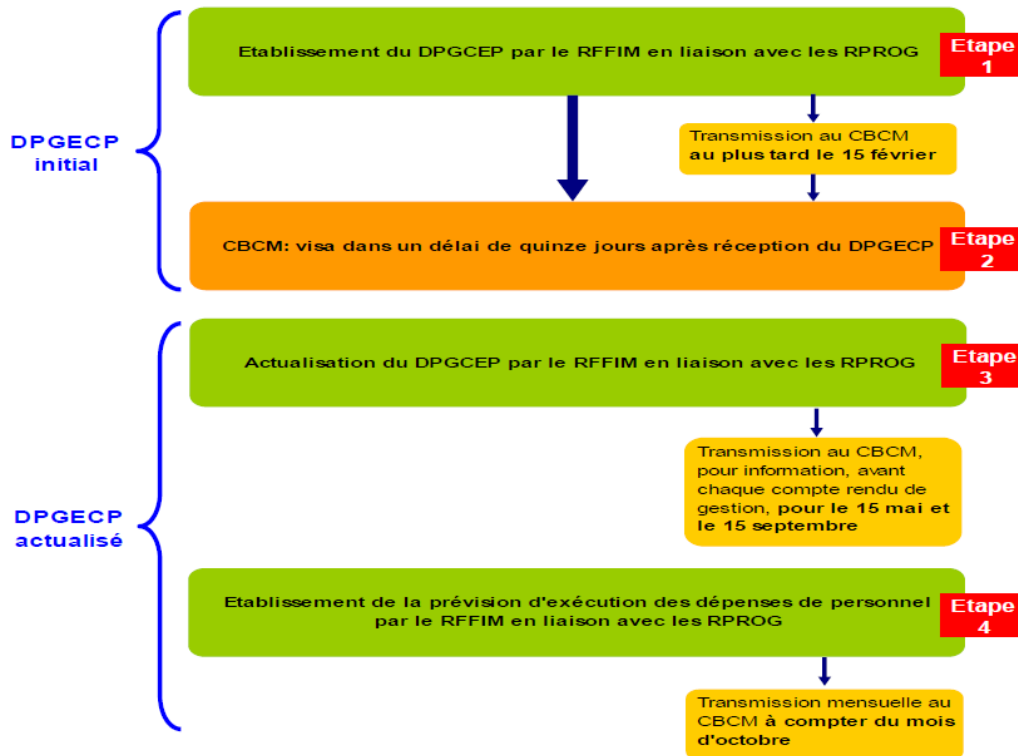 Etablissement du DPGCEP par le RFFIM en liaison avec les RPROG
Etape
1
DPGECP
initial
Transmission au CBCM
au plus tard le 15 février
CBCM: visa dans un délai de quinze jours après réception du DPGECP
Etape
2
Actualisation du DPGCEP par le RFFIM en liaison avec les RPROG
Etape
3
Transmission au CBCM,
pour information, avant
chaque compte rendu de
gestion, pour le 15 mai et
le 15 septembre
DPGECP
actualisé
Etablissement de la prévision d'exécution des dépenses de personnel
par le RFFIM en liaison avec les RPROG
Etape
4
Transmission mensuelle au
CBCM à compter du mois
d'octobre